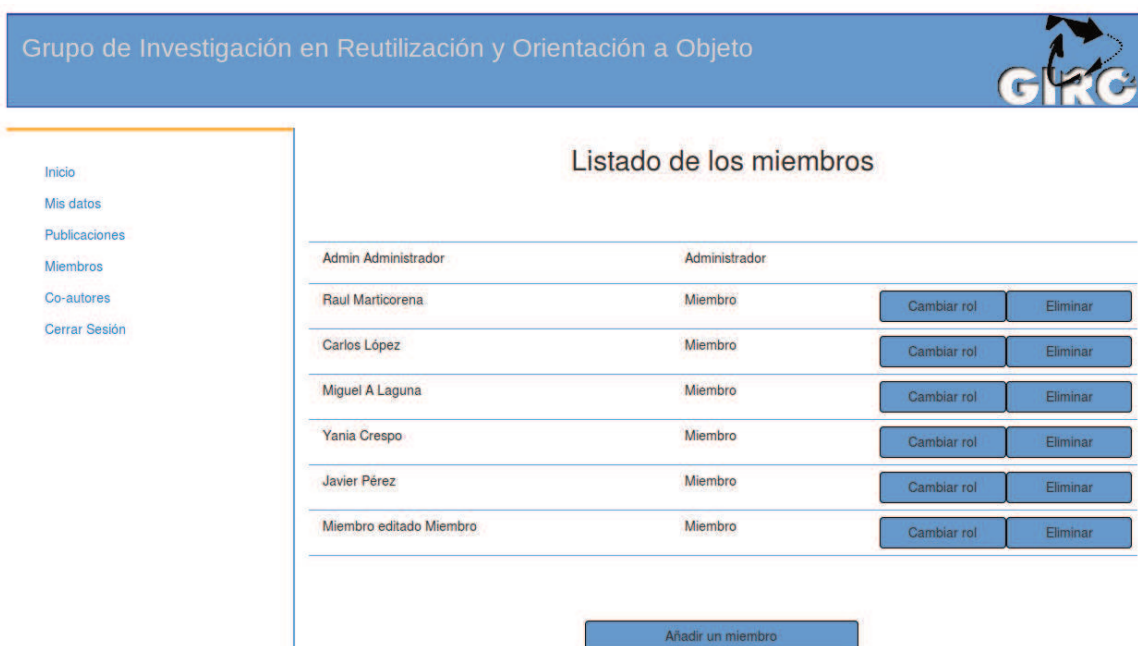 Grupo de Investigación en Reutilización y Orientación a Objeto
GIRO
Inicio
Mis datos
Publicaciones
Miembros
Co-autores
Cerrar Sesión
Listado de los miembros
Admin Administrador Administrador
Raul Marticorena Miembro Cambiar rol Eliminar
Carlos López Miembro Cambiar rol Eliminar
Miguel A Laguna Miembro Cambiar rol Eliminar
Yania Crespo Miembro Cambiar rol Eliminar
Javier Pérez Miembro Cambiar rol Eliminar
Miembro editado Miembro Miembro Cambiar rol Eliminar
Añadir un miembro